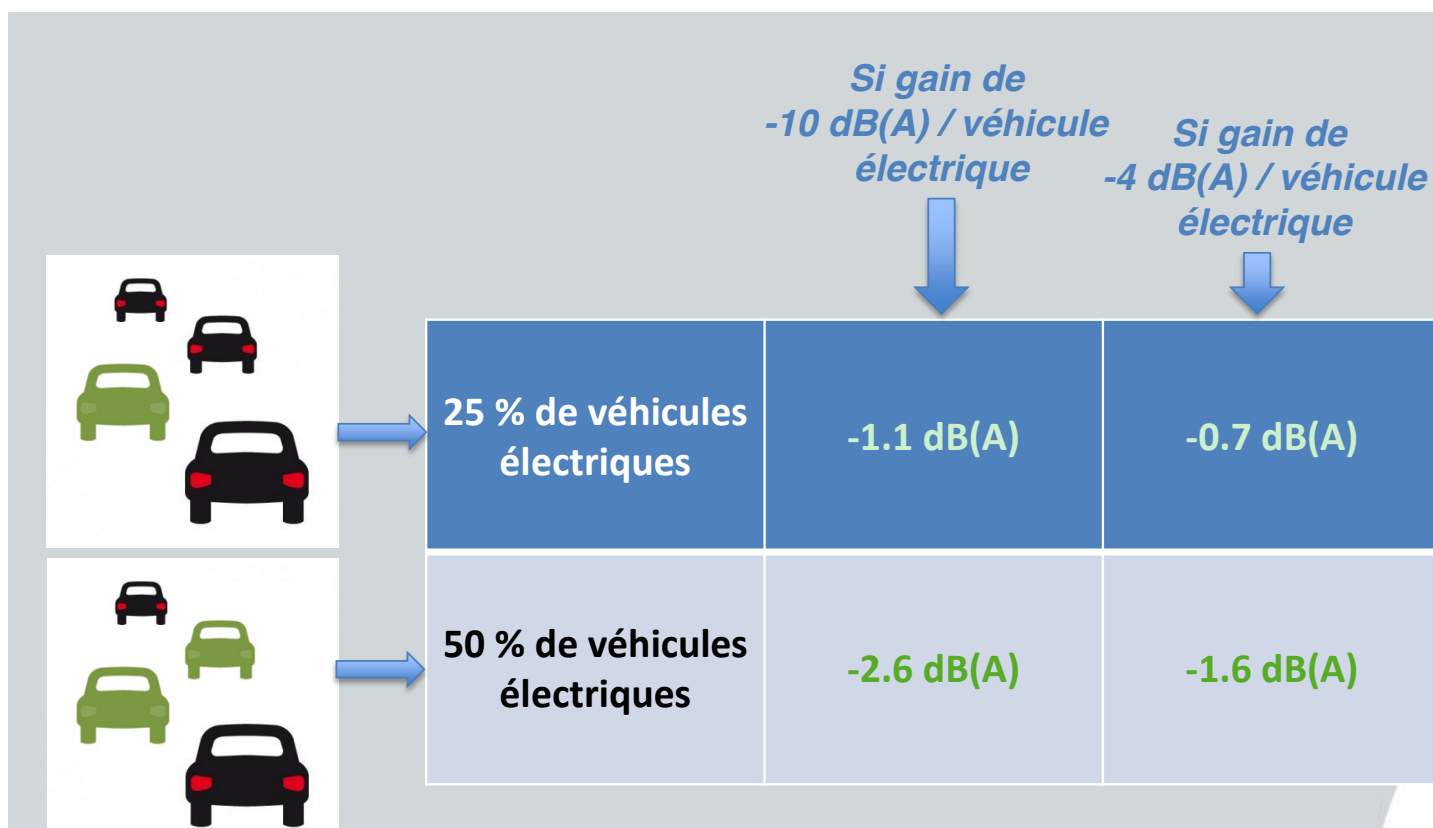 Si gain de
-10 dB(A) / véhicule
électrique
Si gain de
-4 dB(A) / véhicule
électrique
25 % de véhicules
électriques
-1.1 dB(A)
-0.7 dB(A)
50 % de véhicules
électriques
-2.6 dB(A)
-1.6 dB(A)